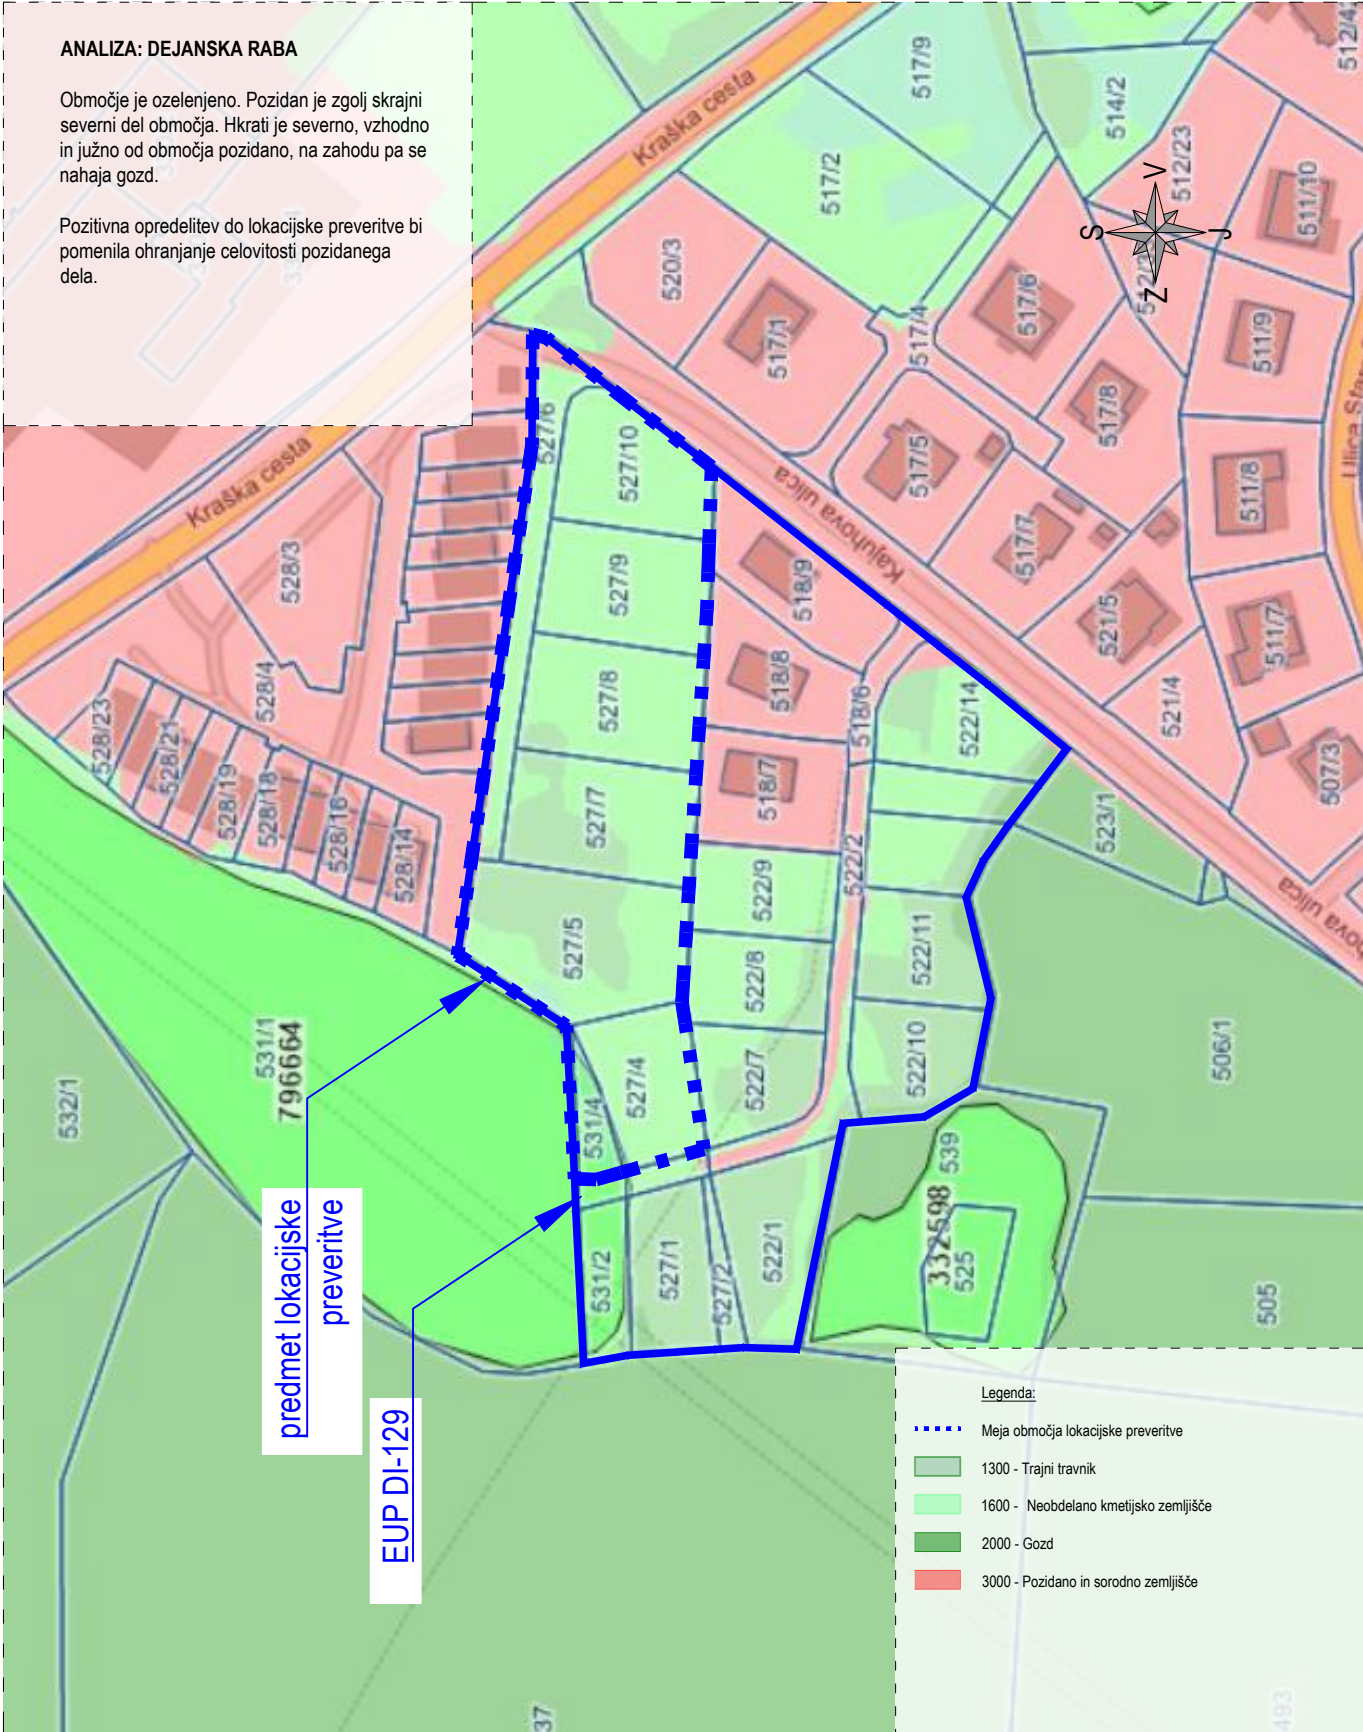 ANALIZA: DEJANSKA RABA
Območje je ozelenjeno. Pozidan je zgolj skrajni
severni del območja. Hkrati je severno, vzhodno
in južno od območja pozidano, na zahodu pa se
nahaja gozd.
Pozitivna opredelitev do lokacijske preveritve bi
pomenila ohranjanje celovitosti pozidanega
dela.
Kraška cesta
517/9
514/2
512/23
511/10
517/2
520/3
517/1
517/4
517/6
S
V
J
Z
511/9
517/8
517/5
511/8
517/7
521/5
511/7
521/4
507/3
Kajuhova ulica
Kraška cesta
527/6
527/10
527/9
527/8
527/7
527/5
527/4
518/9
518/8
518/7
518/6
522/14
522/2
522/9
522/8
522/7
522/11
522/10
523/1
528/3
528/4
528/23
528/21
528/19
528/18
528/16
528/14
531/1
796664
532/1
531/4
531/2
527/1
527/2
522/1
539
332598
525
506/1
505
predmet lokacijske
preveritve
EUP DI-129
Legenda:
Meja območja lokacijske preveritve
1300 - Trajni travnik
1600 - Neobdelano kmetijsko zemljišče
2000 - Gozd
3000 - Pozidano in sorodno zemljišče
37
493